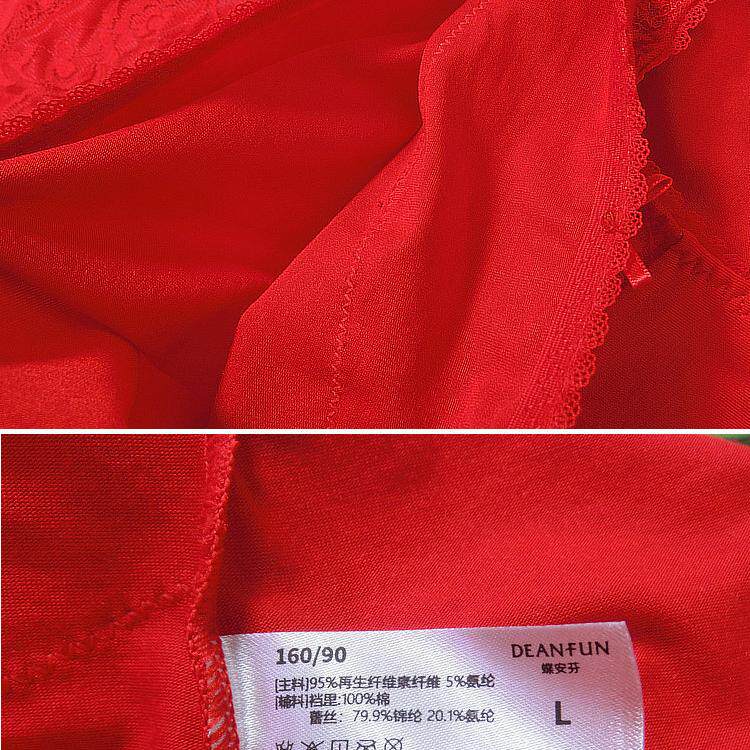 160/90
DEANFUN
蝶安芬
[主料]95%再生纤维素纤维 5%氨纶
[辅料]裆里:100%棉
蕾丝: 79.9%锦纶 20.1%氨纶
L